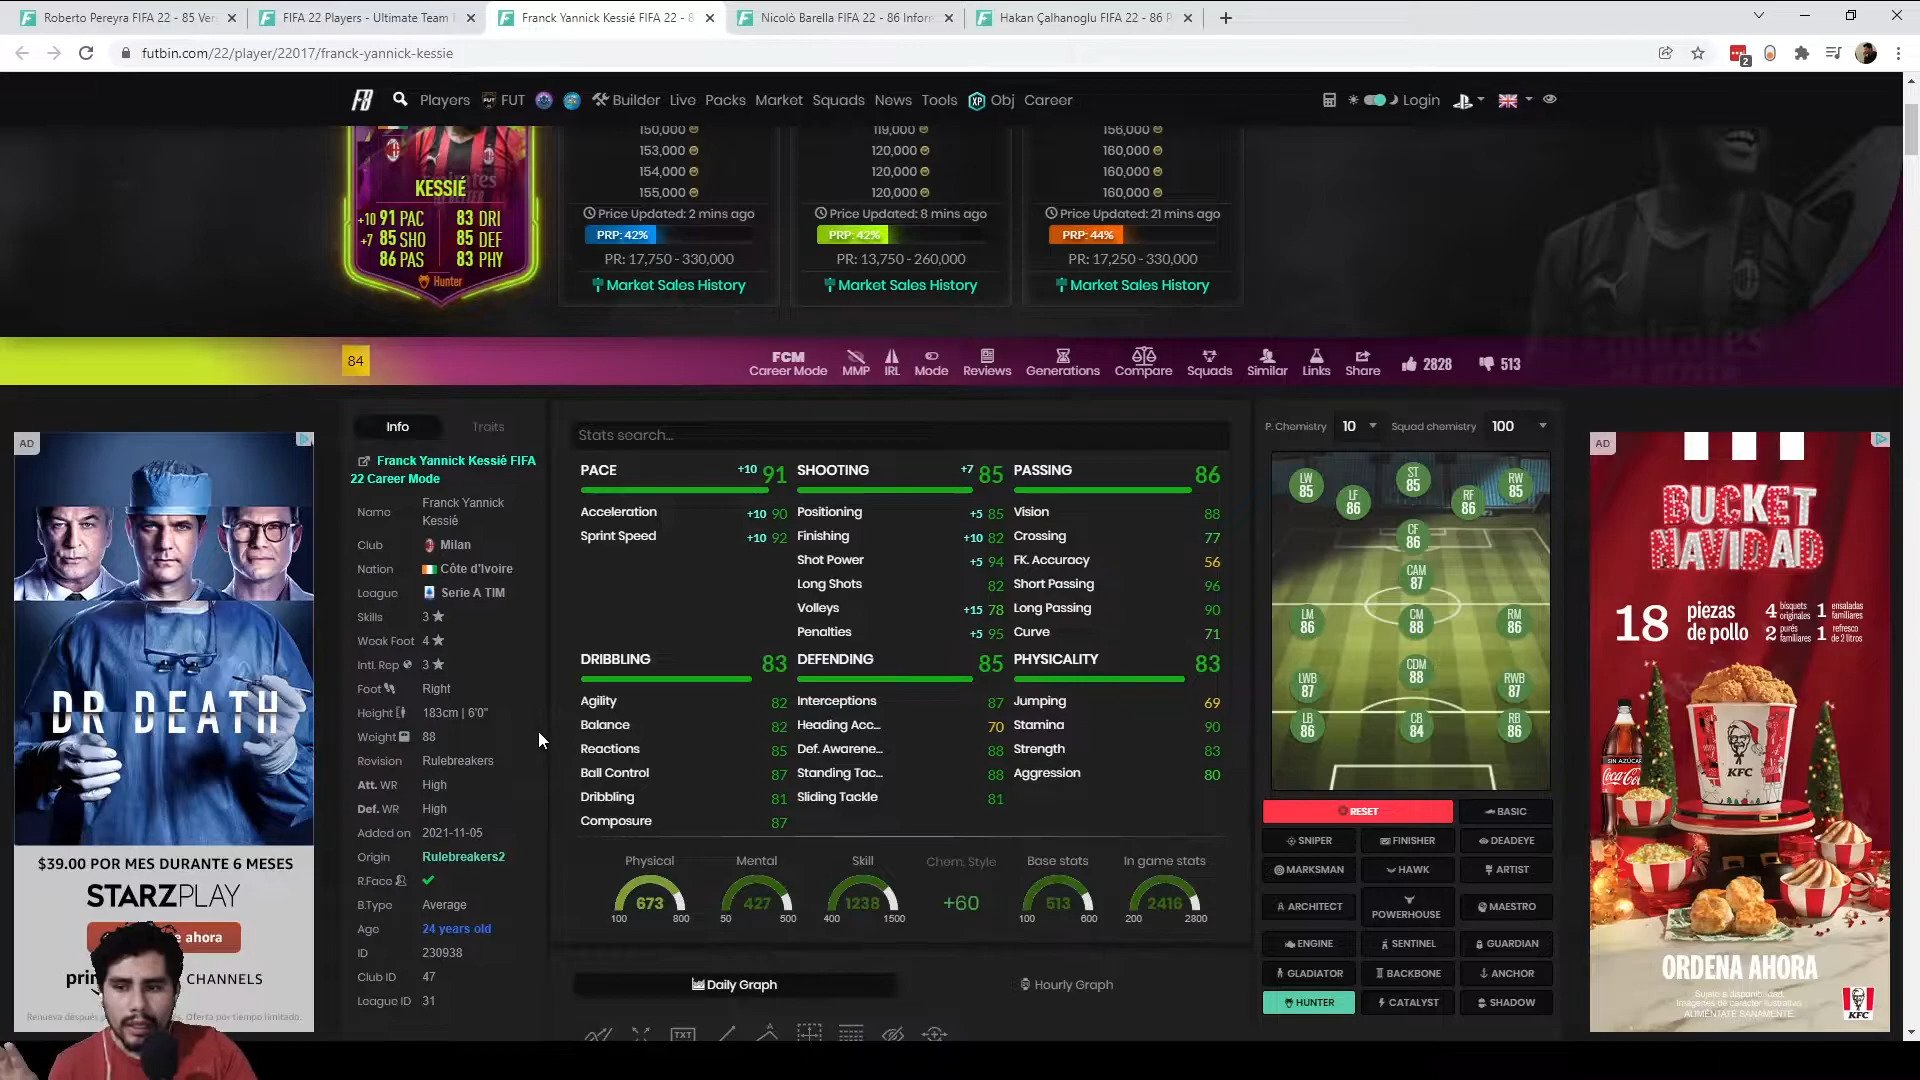 Roberto Pereyra FIFA 22 - 85 Ver
FIFA 22 Players - Ultimate Team
Franck Yannick Kessié FIFA 22 - 8
Nicolò Barella FIFA 22 - 86 Inform
Hakan Çalhanoglu FIFA 22 - 86 P
futbin.com/22/player/22017/franck-yannick-kessie
2
Players FUT Builder Live Packs Market Squads News Tools XP Obj Career
Login
KESSIÉ
+10 91 PAC 83 DRI
+7 85 SHO 85 DEF
86 PAS 83 PHY
Hunter
150,000
153,000
154,000
155,000
Price Updated: 2 mins ago
PRP: 42%
PR: 17,750 - 330,000
Market Sales History
119,000
120,000
120,000
120,000
Price Updated: 8 mins ago
PRP: 42%
PR: 13,750 - 260,000
Market Sales History
156,000
160,000
160,000
160,000
Price Updated: 21 mins ago
PRP: 44%
PR: 17,250 - 330,000
Market Sales History
84
FCM
Career Mode MMP IRL Mode Reviews Generations Compare Squads Similar Links Share 2828 513
AD
DR DEATH
$39.00 POR MES DURANTE 6 MESES
STARZPLAY
ahora
CHANNELS
Info Traits
Franck Yannick Kessié FIFA
22 Career Mode
Name Franck Yannick
Kessié
Club Milan
Nation Côte d'Ivoire
League Serie A TIM
Skills 3
Weak Foot 4
Intl. Rep 3
Foot Right
Height 183cm | 6'0"
Weight 88
Revision Rulebreakers
Att. WR High
Def. WR High
Added on 2021-11-05
Origin Rulebreakers2
R.Face
B.Type Average
Age 24 years old
ID 230938
Club ID 47
League ID 31
Stats search...
PACE +10 91
Acceleration +10 90
Sprint Speed +10 92
SHOOTING +7 85
Positioning +5 85
Finishing +10 82
Shot Power +5 94
Long Shots 82
Volleys +15 78
Penalties +5 95
PASSING 86
Vision 88
Crossing 77
FK. Accuracy 56
Short Passing 96
Long Passing 90
Curve 71
DRIBBLING 83
Agility 82
Balance 82
Reactions 85
Ball Control 87
Dribbling 81
Composure 87
DEFENDING 85
Interceptions 87
Heading Acc... 70
Def. Awarene... 88
Standing Tac... 88
Sliding Tackle 81
PHYSICALITY 83
Jumping 69
Stamina 90
Strength 83
Aggression 80
Physical 673 100 800
Mental 427 50 500
Skill 1238 400 1500
Chem. Style +60
Base stats 513 100 600
In game stats 2416 200 2800
Daily Graph
Hourly Graph
TXT
P. Chemistry 10 Squad chemistry 100
LW 85
ST 85
RW 85
LF 86
RF 86
CF 86
CAM 87
LM 86
CM 88
RM 86
LWB 87
CDM 88
RWB 87
LB 86
CB 84
RB 86
RESET BASIC
SNIPER FINISHER DEADEYE
MARKSMAN HAWK ARTIST
ARCHITECT POWERHOUSE MAESTRO
ENGINE SENTINEL GUARDIAN
GLADIATOR BACKBONE ANCHOR
HUNTER CATALYST SHADOW
AD
BUCKET
NAVIDAD
18 piezas
de pollo
4 bisquets
originales
1 ensaladas
familiares
2 purés
familiares
1 refresco
de 2 litros
SIN AZÚCAR
Coca-Cola
KFC
ORDENA AHORA
Sujeto a disponibilidad.
Imágenes de carácter ilustrativo
ALIMÉNTATE SANAMENTE.
KFC